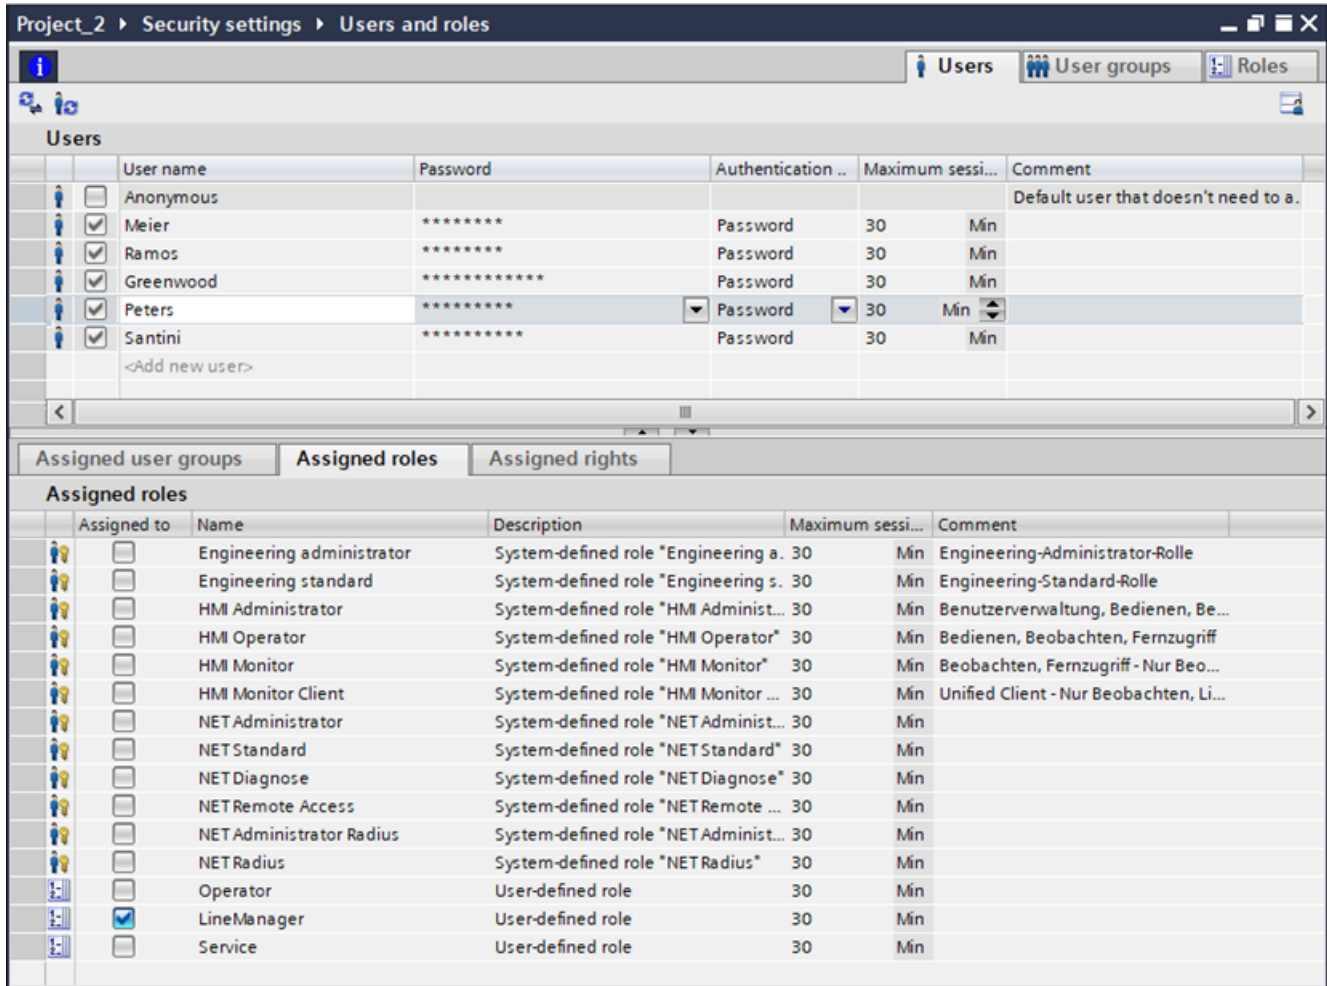 Project_2 ▸ Security settings ▸ Users and roles
Users User groups Roles
Users
User name Password Authentication .. Maximum sessi... Comment
Anonymous Default user that doesn't need to a.
Meier ******** Password 30 Min
Ramos ******** Password 30 Min
Greenwood ************ Password 30 Min
Peters ********* Password 30 Min
Santini ********** Password 30 Min
<Add new user>
Assigned user groups Assigned roles Assigned rights
Assigned roles
Assigned to Name Description Maximum sessi... Comment
Engineering administrator System-defined role "Engineering a. 30 Min Engineering-Administrator-Rolle
Engineering standard System-defined role "Engineering s. 30 Min Engineering-Standard-Rolle
HMI Administrator System-defined role "HMI Administ... 30 Min Benutzerverwaltung, Bedienen, Be...
HMI Operator System-defined role "HMI Operator" 30 Min Bedienen, Beobachten, Fernzugriff
HMI Monitor System-defined role "HMI Monitor" 30 Min Beobachten, Fernzugriff - Nur Beo...
HMI Monitor Client System-defined role "HMI Monitor ... 30 Min Unified Client - Nur Beobachten, Li...
NET Administrator System-defined role "NET Administ... 30 Min
NET Standard System-defined role "NET Standard" 30 Min
NET Diagnose System-defined role "NET Diagnose" 30 Min
NET Remote Access System-defined role "NET Remote ... 30 Min
NET Administrator Radius System-defined role "NET Administ... 30 Min
NET Radius System-defined role "NET Radius" 30 Min
Operator User-defined role 30 Min
LineManager User-defined role 30 Min
Service User-defined role 30 Min